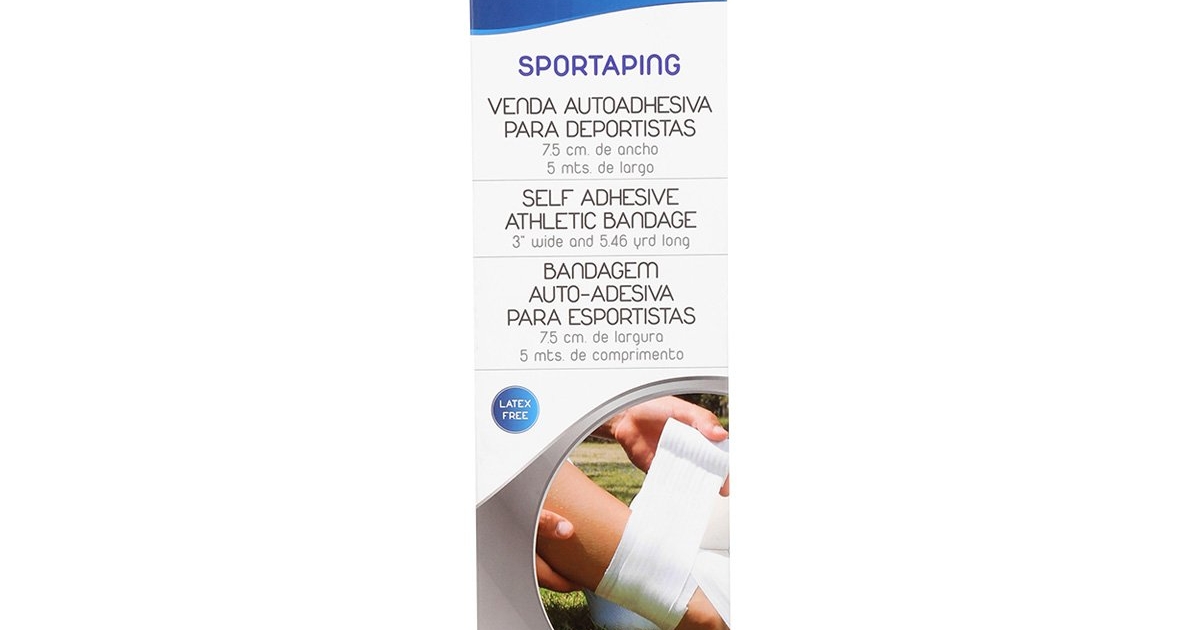 SPORTAPING
VENDA AUTOADHESIVA
PARA DEPORTISTAS
7.5 cm. de ancho
5 mts. de largo
SELF ADHESIVE
ATHLETIC BANDAGE
3" wide and 5.46 yrd long
BANDAGEM
AUTO-ADESIVA
PARA ESPORTISTAS
7.5 cm. de largura
5 mts. de comprimento
LATEX
FREE